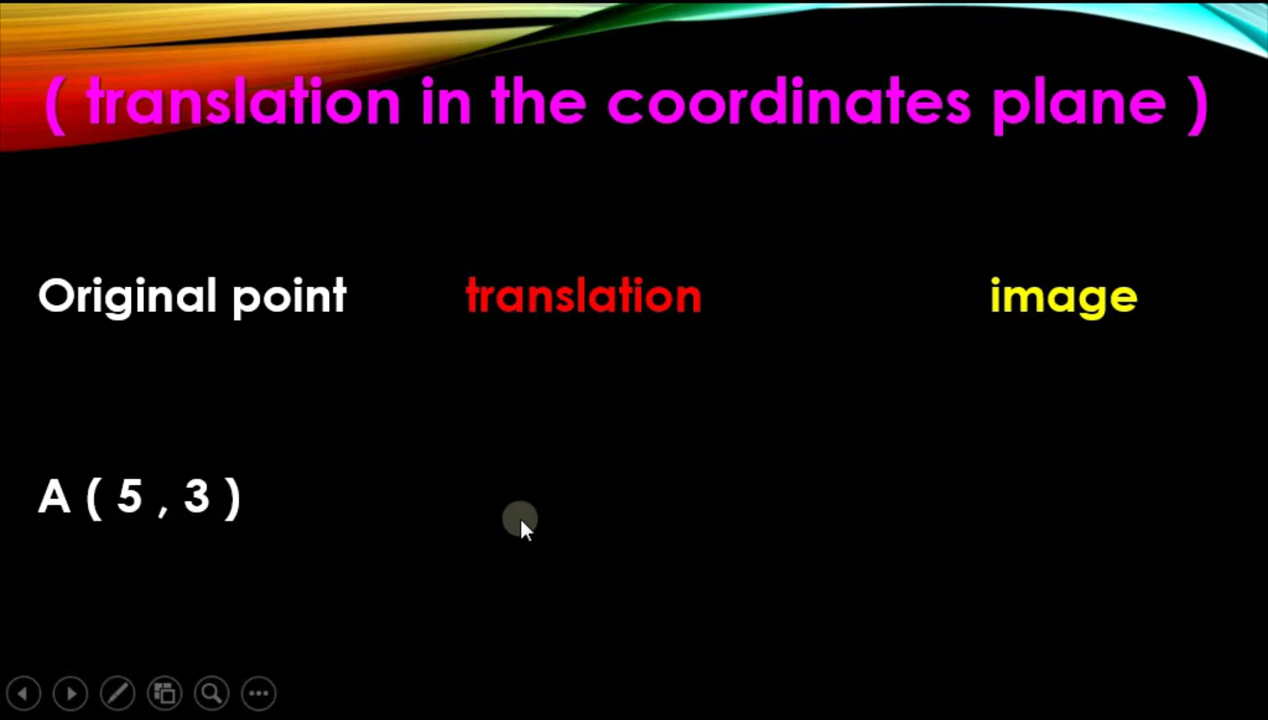 ( translation in the coordinates plane )
Original point translation image
A ( 5 , 3 )